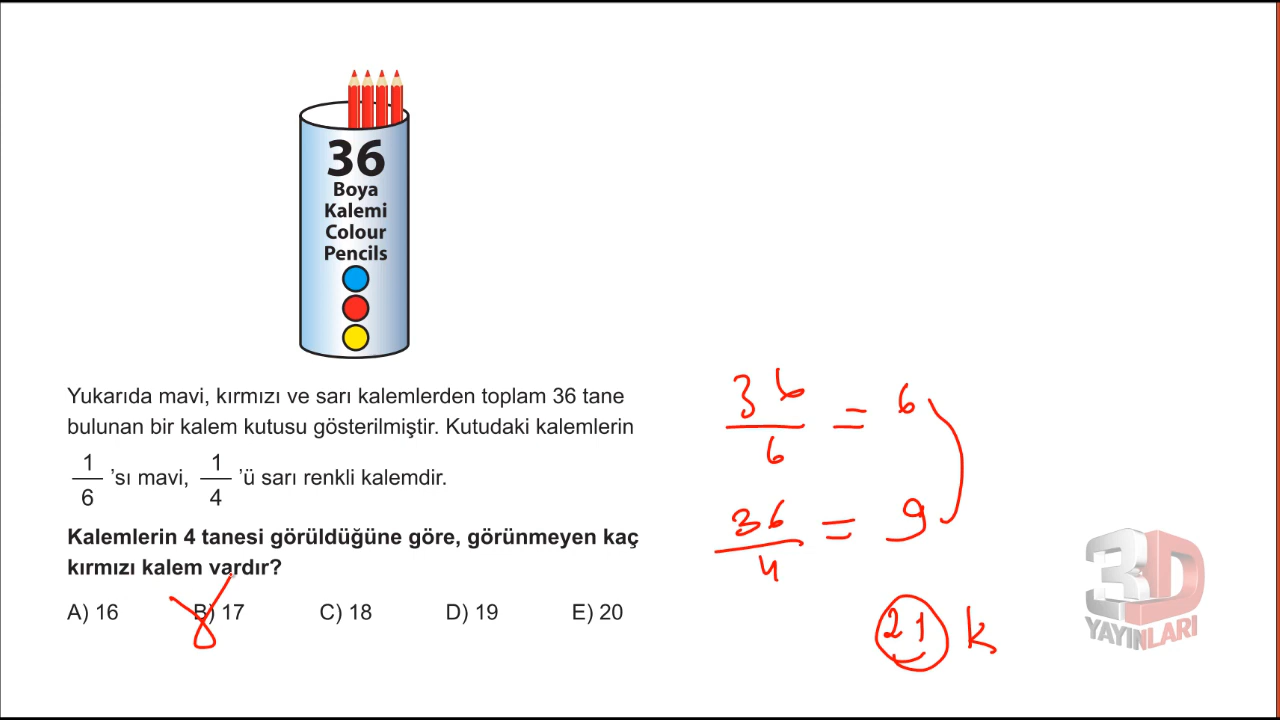 36
Boya
Kalemi
Colour
Pencils
Yukarıda mavi, kırmızı ve sarı kalemlerden toplam 36 tane
bulunan bir kalem kutusu gösterilmiştir. Kutudaki kalemlerin
1/6 'sı mavi, 1/4 'ü sarı renkli kalemdir.
Kalemlerin 4 tanesi görüldüğüne göre, görünmeyen kaç
kırmızı kalem vardır?
A) 16 B) 17 C) 18 D) 19 E) 20
36/6 = 6
36/4 = 9
21 k
3D
YAYINLARI